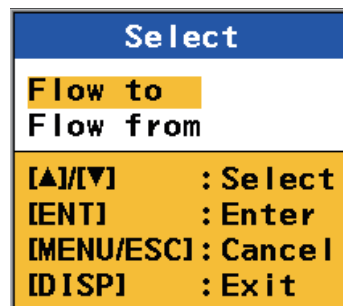 Select
Flow to
Flow from
[▲]/[▼] :Select
[ENT] :Enter
[MENU/ESC]:Cancel
[DISP] :Exit